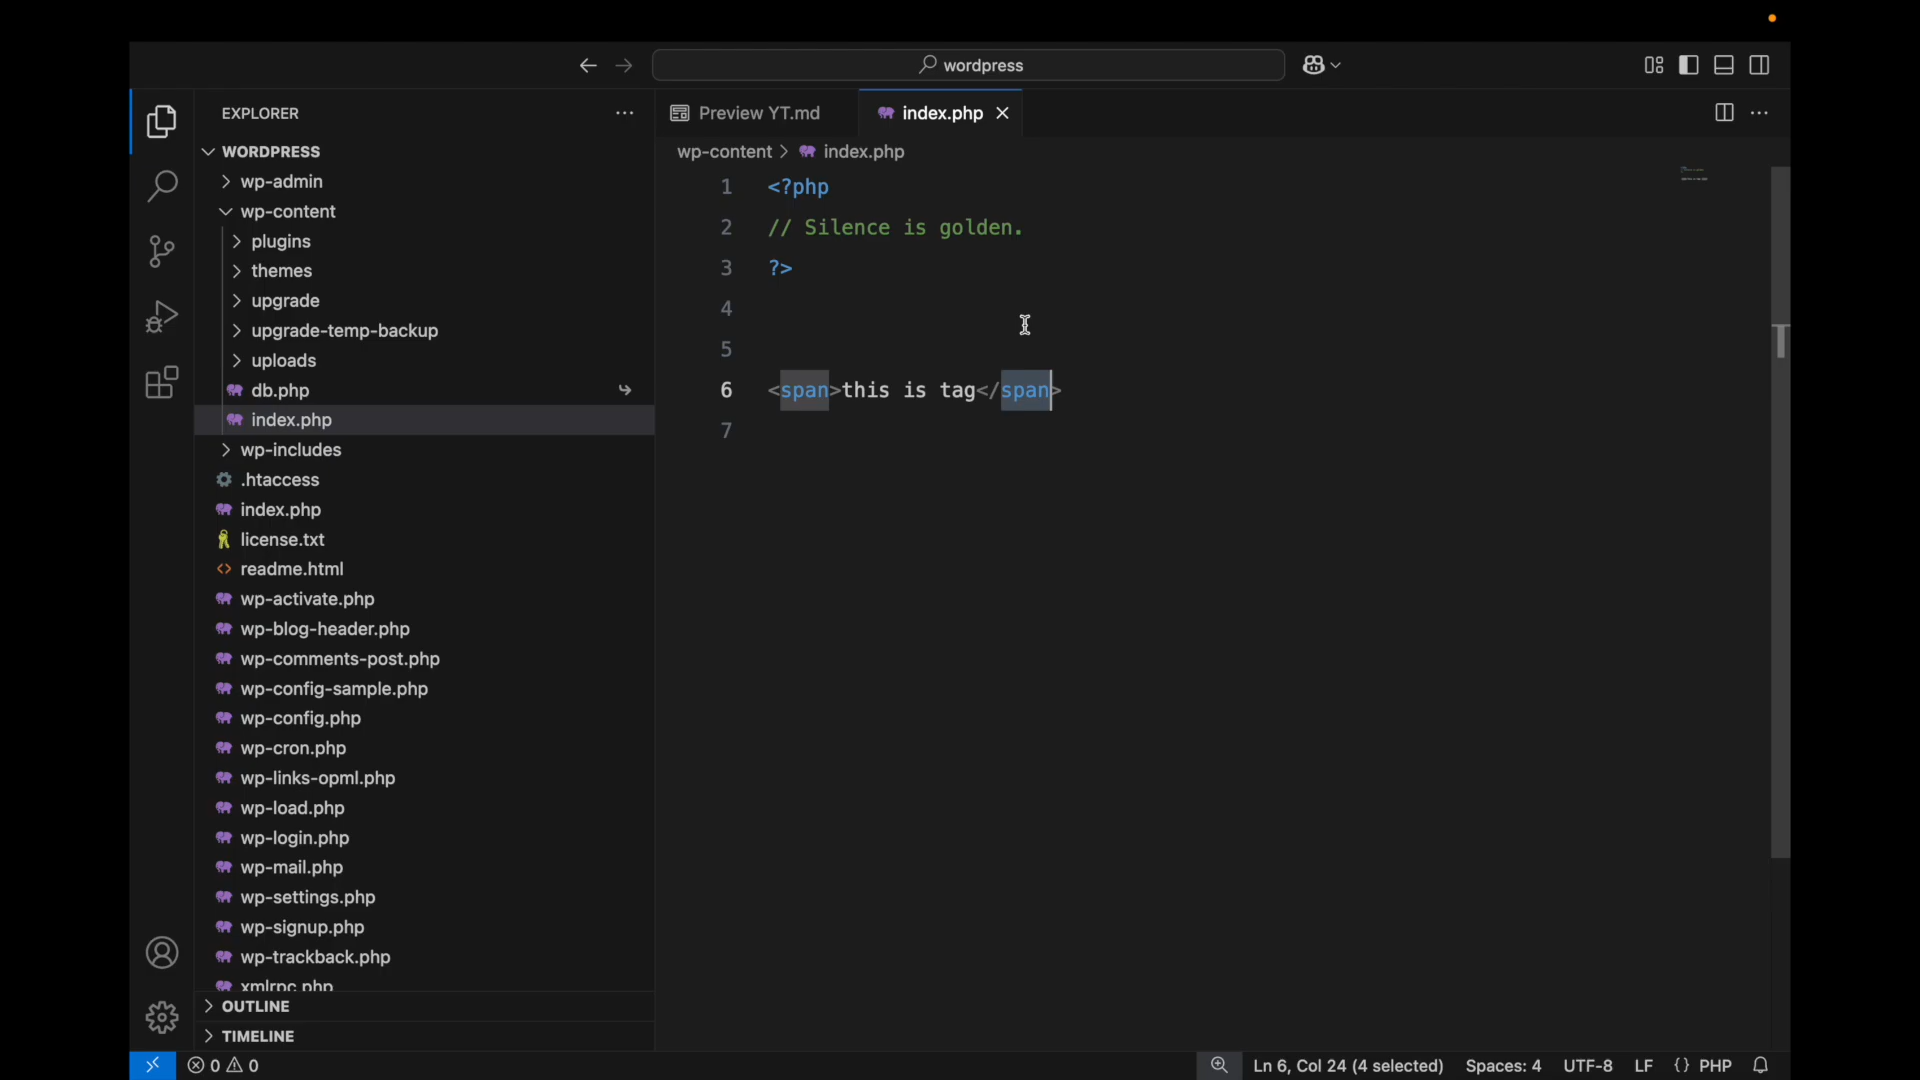 wordpress
EXPLORER
WORDPRESS
wp-admin
wp-content
plugins
themes
upgrade
upgrade-temp-backup
uploads
db.php
index.php
wp-includes
.htaccess
index.php
license.txt
readme.html
wp-activate.php
wp-blog-header.php
wp-comments-post.php
wp-config-sample.php
wp-config.php
wp-cron.php
wp-links-opml.php
wp-load.php
wp-login.php
wp-mail.php
wp-settings.php
wp-signup.php
wp-trackback.php
xmlrpc.php
OUTLINE
TIMELINE
Preview YT.md
index.php
wp-content > index.php
1 <?php
2 // Silence is golden.
3 ?>
4
5
6 <span>this is tag</span>
7
0 0
Ln 6, Col 24 (4 selected) Spaces: 4 UTF-8 LF {} PHP